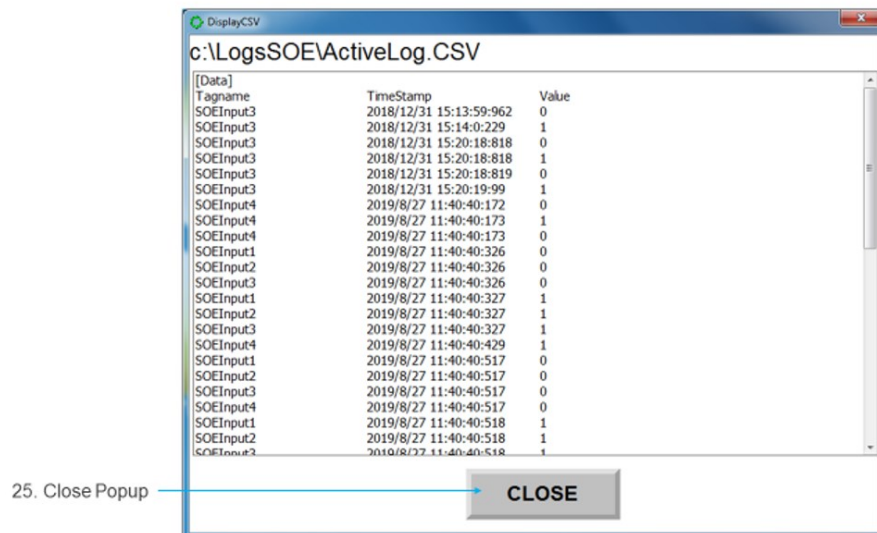 DisplayCSV
c:\LogsSOE\ActiveLog.CSV
[Data]
Tagname TimeStamp Value
SOEInput3 2018/12/31 15:13:59:962 0
SOEInput3 2018/12/31 15:14:0:229 1
SOEInput3 2018/12/31 15:20:18:818 0
SOEInput3 2018/12/31 15:20:18:818 1
SOEInput3 2018/12/31 15:20:18:819 0
SOEInput3 2018/12/31 15:20:19:99 1
SOEInput4 2019/8/27 11:40:40:172 0
SOEInput4 2019/8/27 11:40:40:173 1
SOEInput4 2019/8/27 11:40:40:173 0
SOEInput1 2019/8/27 11:40:40:326 0
SOEInput2 2019/8/27 11:40:40:326 0
SOEInput3 2019/8/27 11:40:40:326 0
SOEInput1 2019/8/27 11:40:40:327 1
SOEInput2 2019/8/27 11:40:40:327 1
SOEInput3 2019/8/27 11:40:40:327 1
SOEInput4 2019/8/27 11:40:40:429 1
SOEInput1 2019/8/27 11:40:40:517 0
SOEInput2 2019/8/27 11:40:40:517 0
SOEInput3 2019/8/27 11:40:40:517 0
SOEInput4 2019/8/27 11:40:40:517 0
SOEInput1 2019/8/27 11:40:40:518 1
SOEInput2 2019/8/27 11:40:40:518 1
SOEInput3 2019/8/27 11:40:40:518 1
25. Close Popup
CLOSE